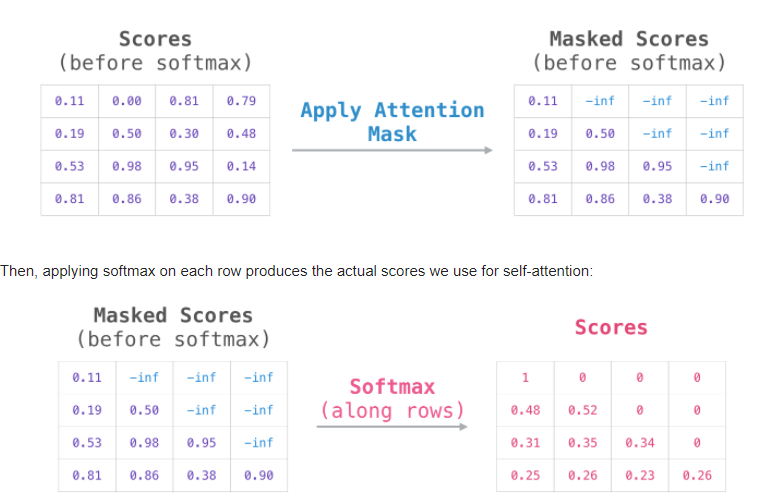 Scores
(before softmax)
Masked Scores
(before softmax)
0.11 0.00 0.81 0.79
0.19 0.50 0.30 0.48
0.53 0.98 0.95 0.14
0.81 0.86 0.38 0.90
Apply Attention
Mask
0.11 -inf -inf -inf
0.19 0.50 -inf -inf
0.53 0.98 0.95 -inf
0.81 0.86 0.38 0.90
Then, applying softmax on each row produces the actual scores we use for self-attention:
Masked Scores
(before softmax)
Scores
0.11 -inf -inf -inf
0.19 0.50 -inf -inf
0.53 0.98 0.95 -inf
0.81 0.86 0.38 0.90
Softmax
(along rows)
1 0 0 0
0.48 0.52 0 0
0.31 0.35 0.34 0
0.25 0.26 0.23 0.26